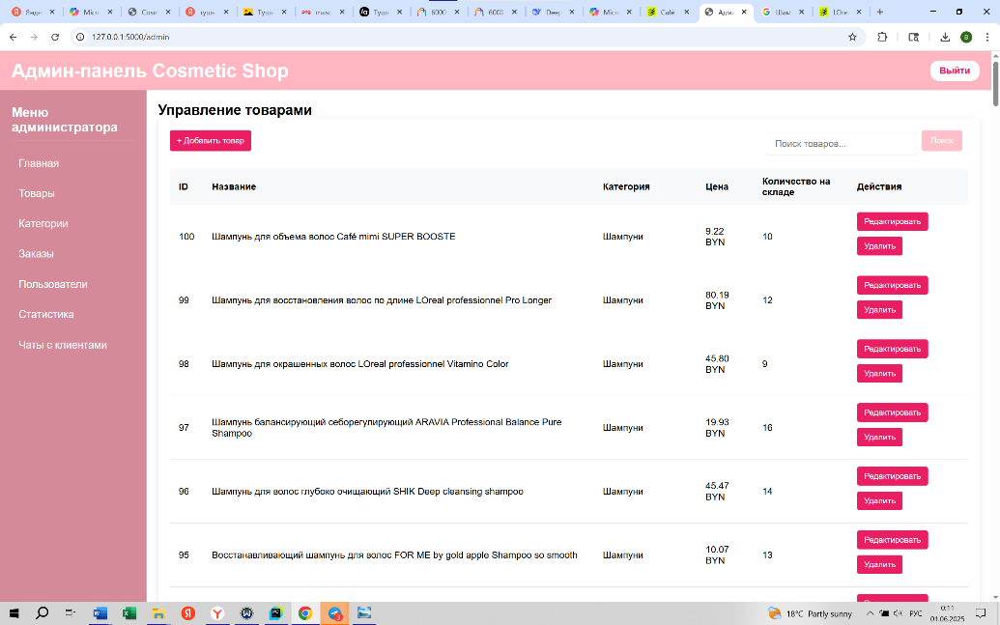 Веде
Micr
Cosm
туши
Тушь
masc
Тушь
6000
6000
Deep
Micr
Café
Адми
Шам
LOre
127.0.0.1:5000/admin
9
Админ-панель Cosmetic Shop
Выйти
Меню
администратора
Главная
Товары
Категории
Заказы
Пользователи
Статистика
Чаты с клиентами
Управление товарами
+ Добавить товар
Поиск товаров...
Поиск
ID Название Категория Цена Количество на складе Действия
100 Шампунь для объема волос Café mimi SUPER BOOSTE Шампуни 9.22 BYN 10
Редактировать
Удалить
99 Шампунь для восстановления волос по длине LOreal professionnel Pro Longer Шампуни 80.19 BYN 12
Редактировать
Удалить
98 Шампунь для окрашенных волос LOreal professionnel Vitamino Color Шампуни 45.80 BYN 9
Редактировать
Удалить
97 Шампунь балансирующий себорегулирующий ARAVIA Professional Balance Pure Shampoo Шампуни 19.93 BYN 16
Редактировать
Удалить
96 Шампунь для волос глубоко очищающий SHIK Deep cleansing shampoo Шампуни 45.47 BYN 14
Редактировать
Удалить
95 Восстанавливающий шампунь для волос FOR ME by gold apple Shampoo so smooth Шампуни 10.07 BYN 13
Редактировать
Удалить
18°C Partly sunny
РУС
0:11
01.06.2025